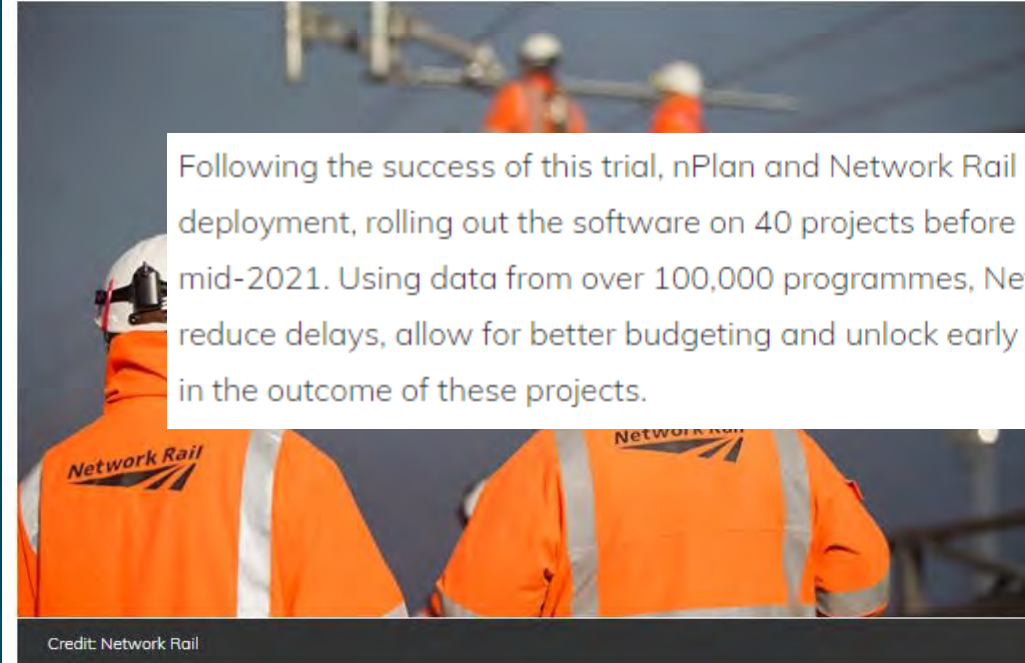 Following the success of this trial, nPlan and Network Rail
deployment, rolling out the software on 40 projects before
mid-2021. Using data from over 100,000 programmes,
reduce delays, allow for better budgeting and unlock early
in the outcome of these projects.
Network Rail
Network Rail
Credit: Network Rail